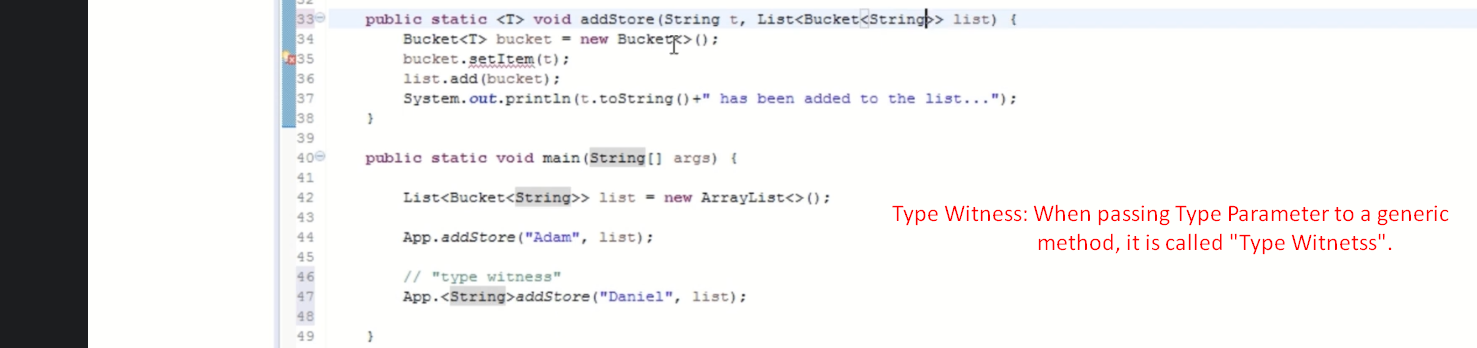 32
33 public static <T> void addStore(String t, List<Bucket<String>> list) {
34 Bucket<T> bucket = new Bucket<>();
35 bucket.setItem(t);
36 list.add(bucket);
37 System.out.println(t.toString()+" has been added to the list...");
38 }
39
40 public static void main(String[] args) {
41
42 List<Bucket<String>> list = new ArrayList<>();
43
44 App.addStore("Adam", list);
45
46 // "type witness"
47 App.<String>addStore("Daniel", list);
48
49 }
Type Witness: When passing Type Parameter to a generic
method, it is called "Type Witnetss".